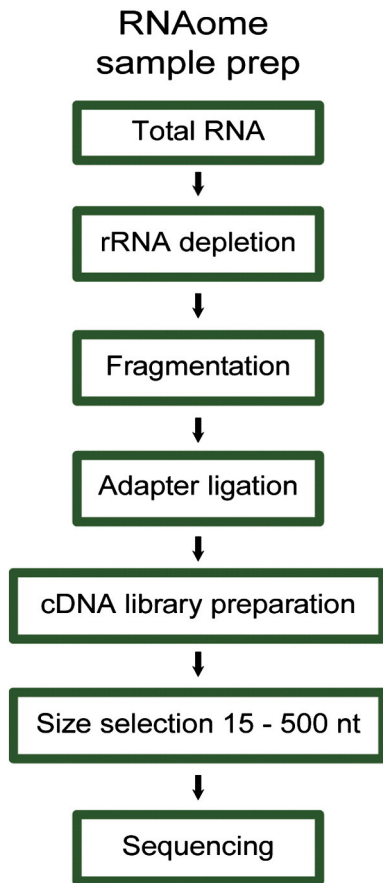 RNAome
sample prep
Total RNA
rRNA depletion
Fragmentation
Adapter ligation
cDNA library preparation
Size selection 15 - 500 nt
Sequencing